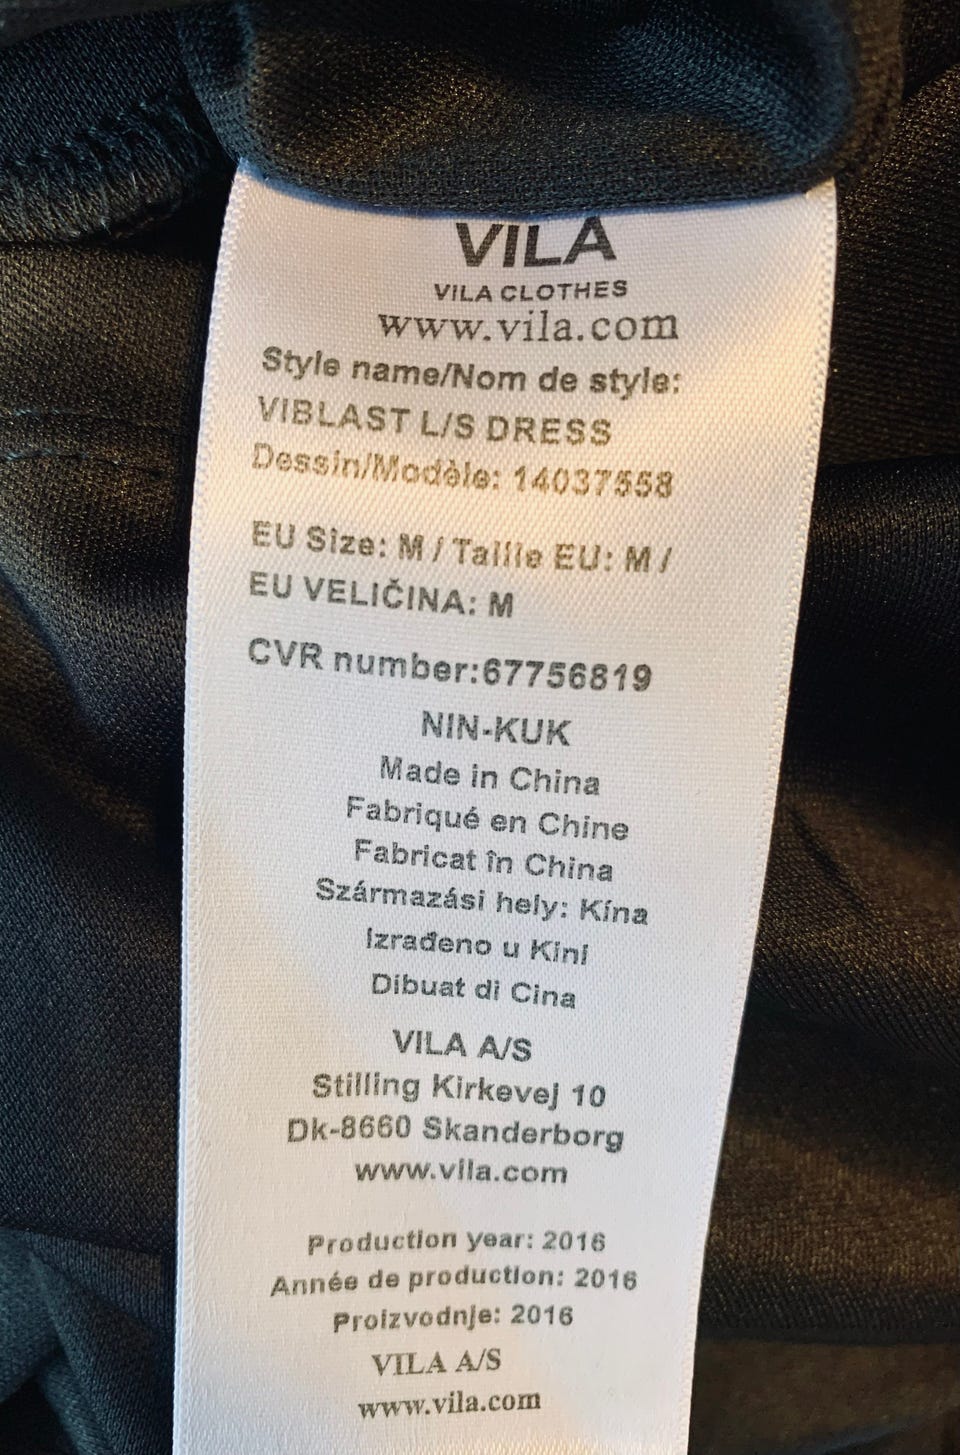 VILA
VILA CLOTHES
www.vila.com
Style name/Nom de style:
VIBLAST L/S DRESS
Dessin/Modèle: 14037558
EU Size: M / Taille EU: M /
EU VELIČINA: M
CVR number:67756819
NIN-KUK
Made in China
Fabriqué en Chine
Fabricat în China
Származási hely: Kína
Izrađeno u Kini
Dibuat di Cina
VILA A/S
Stilling Kirkevej 10
Dk-8660 Skanderborg
www.vila.com
Production year: 2016
Année de production: 2016
Proizvodnje: 2016
VILA A/S
www.vila.com